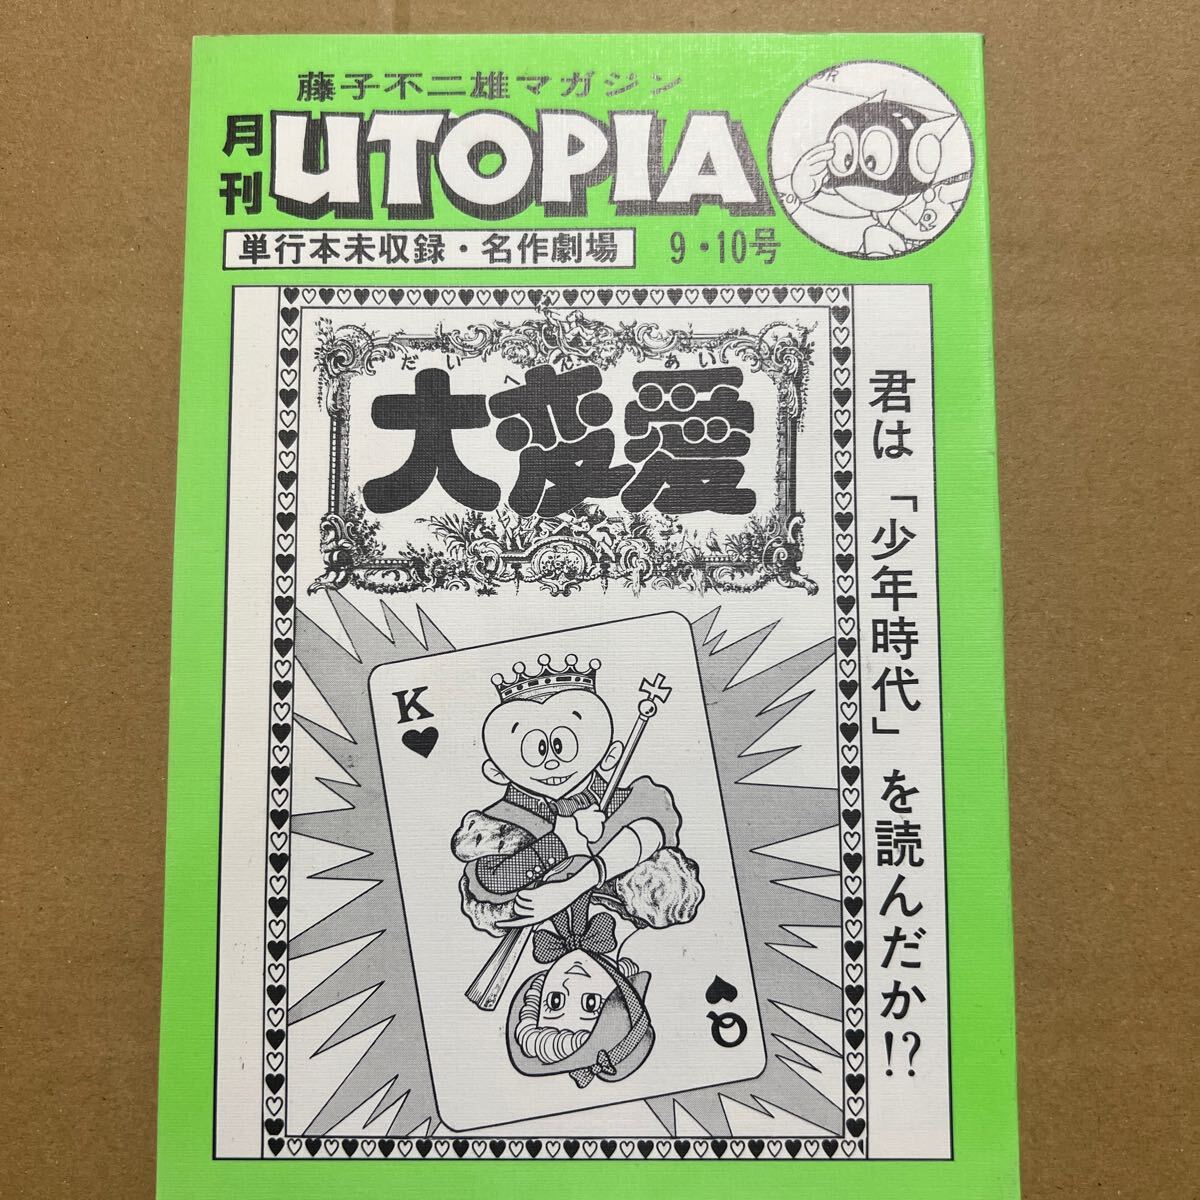 藤子不二雄マガジン
月刊
UTOPIA
単行本未収録・名作劇場
9・10号
だい へん あい
大変愛
君は「少年時代」を読んだか!?
K
Q